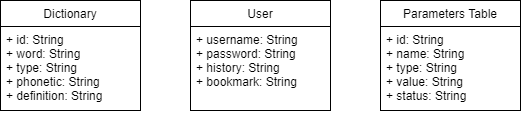 Dictionary
+ id: String
+ word: String
+ type: String
+ phonetic: String
+ definition: String
User
+ username: String
+ password: String
+ history: String
+ bookmark: String
Parameters Table
+ id: String
+ name: String
+ type: String
+ value: String
+ status: String